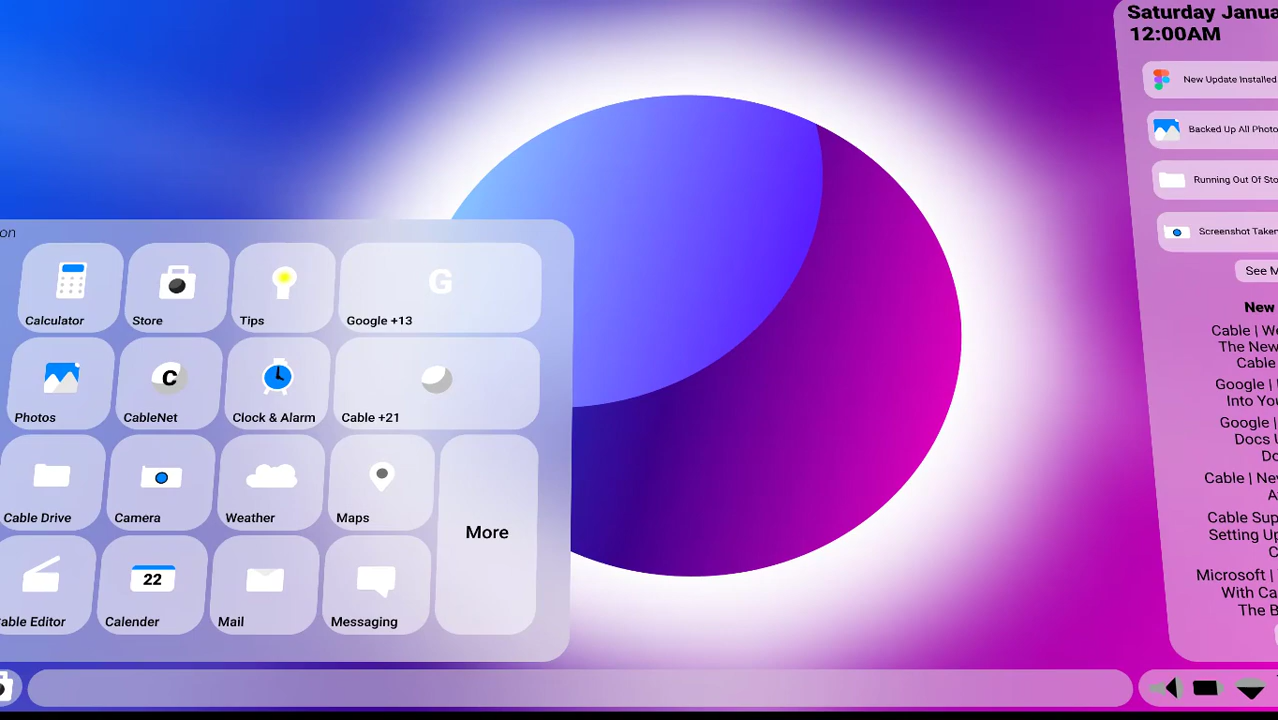 on
Calculator
Store
Tips
G
Google +13
Photos
C
CableNet
Clock & Alarm
Cable +21
Cable Drive
Camera
Weather
Maps
More
Cable Editor
22
Calender
Mail
Messaging
Saturday Janua
12:00AM
New Update Installed
Backed Up All Photo
Running Out Of Sto
Screenshot Taken
See M
New
Cable | We
The New
Cable
Google |
Into You
Google |
Docs U
Do
Cable | Nev
A
Cable Sup
Setting Up
C
Microsoft |
With Ca
The B